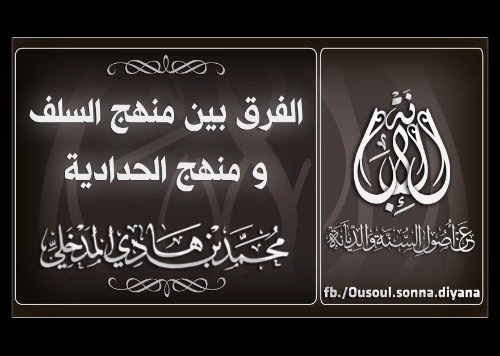 الفرق بين منهج السلف
و منهج الحدادية
محمد بن هادي المدخلي
الإبانة
عن أصول السنة والديانة
fb./Ousoul.sonna.diyana